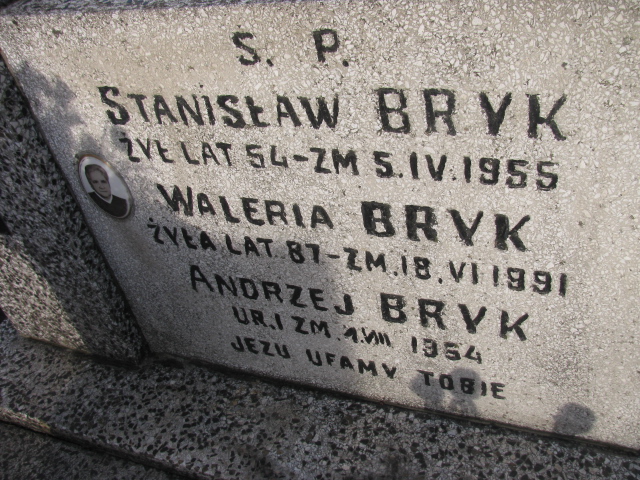 S. P.
STANISŁAW BRYK
ŻYŁ LAT 54-ZM 5.IV.1955
WALERIA BRYK
ŻYŁA LAT 87-ZM.18.VI 1991
ANDRZEJ BRYK
UR.I ZM. 1.VIII 1954
JEZU UFAMY TOBIE